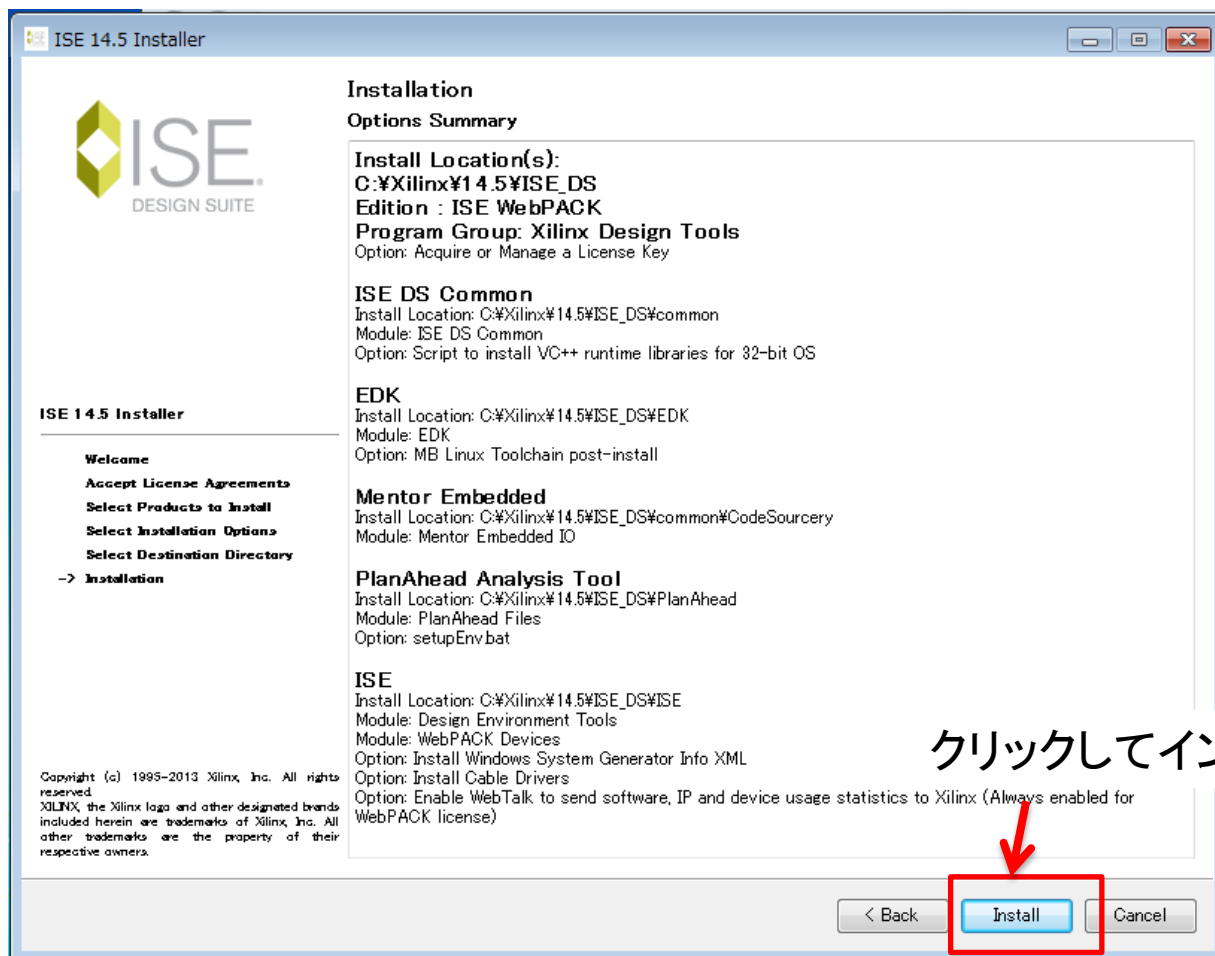 ISE 14.5 Installer
ISE
DESIGN SUITE
Installation
Options Summary
Install Location(s):
C:¥Xilinx¥14.5¥ISE_DS
Edition : ISE WebPACK
Program Group: Xilinx Design Tools
Option: Acquire or Manage a License Key
ISE DS Common
Install Location: C:¥Xilinx¥14.5¥ISE_DS¥common
Module: ISE DS Common
Option: Script to install VC++ runtime libraries for 32-bit OS
EDK
Install Location: C:¥Xilinx¥14.5¥ISE_DS¥EDK
Module: EDK
Option: MB Linux Toolchain post-install
Mentor Embedded
Install Location: C:¥Xilinx¥14.5¥ISE_DS¥common¥CodeSourcery
Module: Mentor Embedded IO
PlanAhead Analysis Tool
Install Location: C:¥Xilinx¥14.5¥ISE_DS¥PlanAhead
Module: PlanAhead Files
Option: setupEnv.bat
ISE
Install Location: C:¥Xilinx¥14.5¥ISE_DS¥ISE
Module: Design Environment Tools
Module: WebPACK Devices
Option: Install Windows System Generator Info XML
Option: Install Cable Drivers
Option: Enable WebTalk to send software, IP and device usage statistics to Xilinx (Always enabled for
WebPACK license)
ISE 14.5 Installer
Welcome
Accept License Agreements
Select Products to Install
Select Installation Options
Select Destination Directory
-> Installation
Copyright (c) 1995-2013 Xilinx, Inc. All rights
reserved.
XILINX, the Xilinx logo and other designated brands
included herein are trademarks of Xilinx, Inc. All
other trademarks are the property of their
respective owners.
クリックしてイン
< Back
Install
Cancel